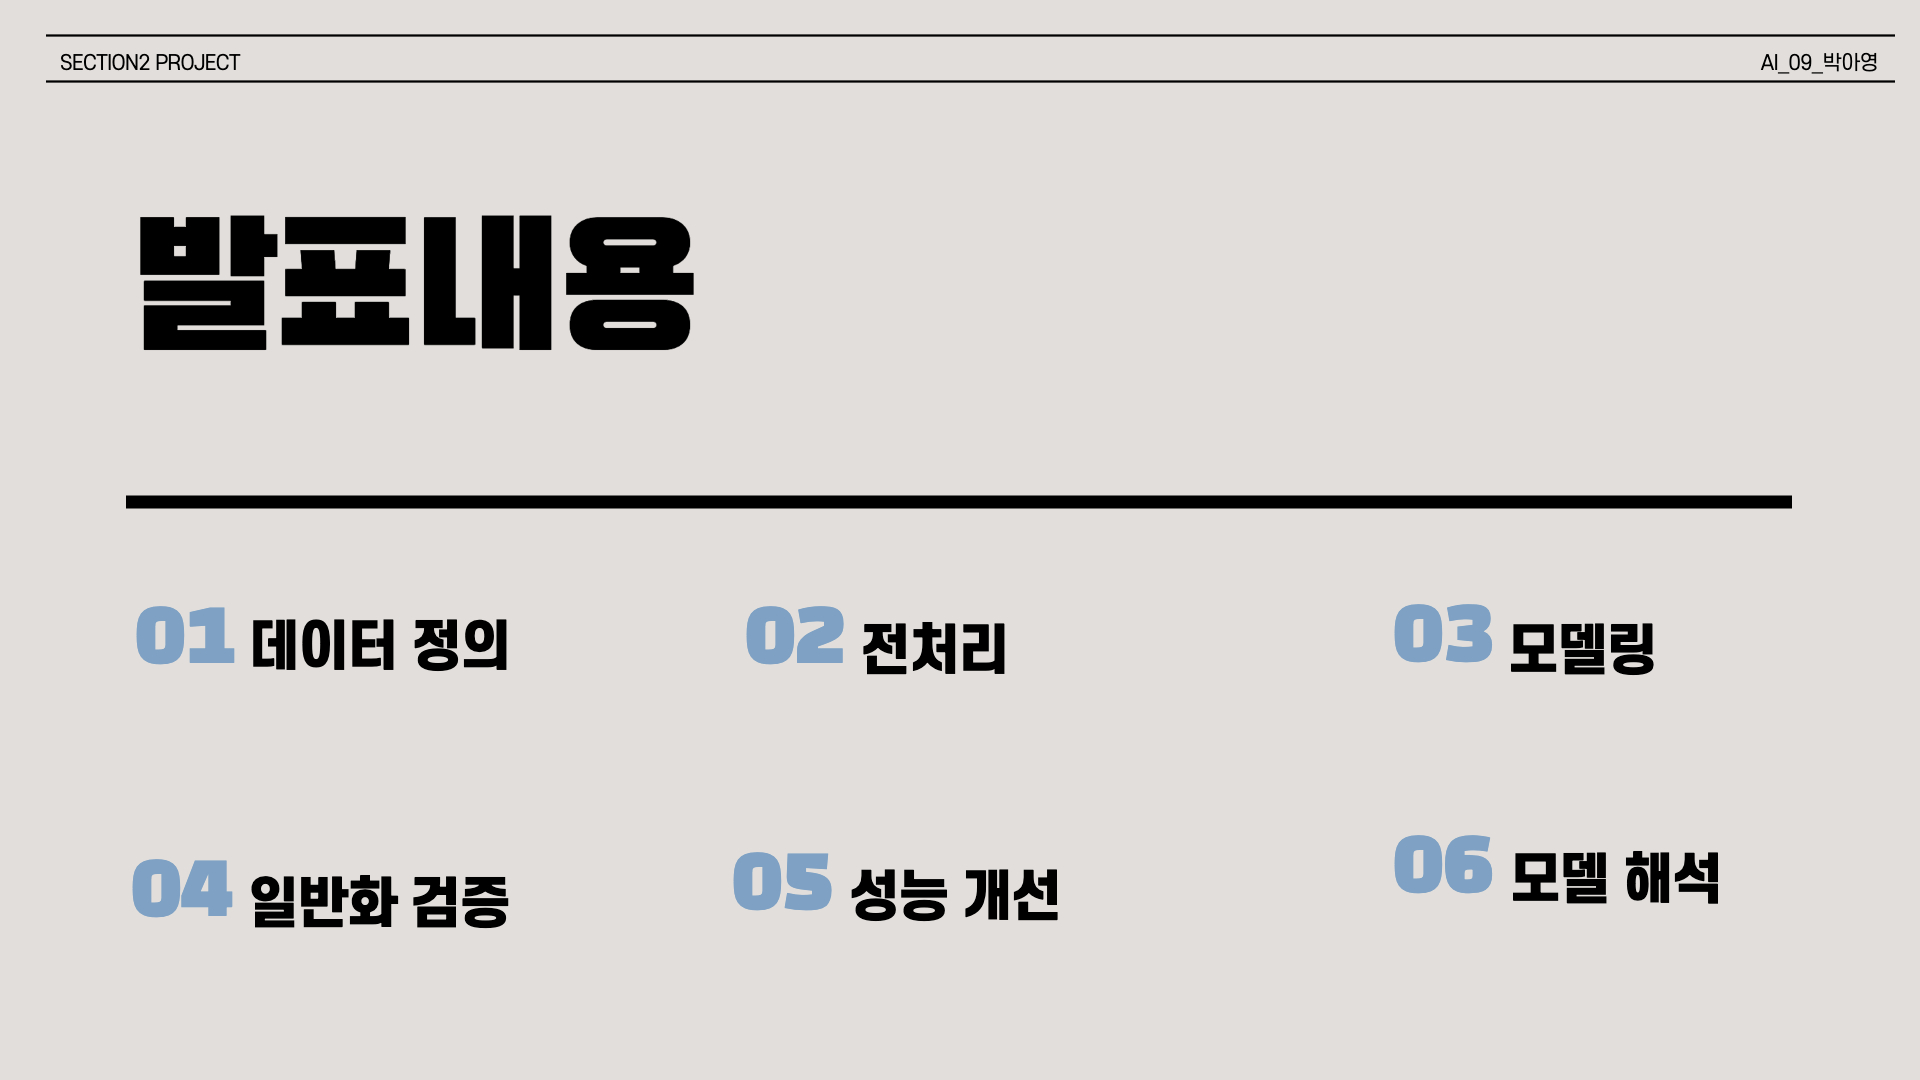 SECTION2 PROJECT
AI_09_박아영
발표내용
01 데이터 정의
02 전처리
03 모델링
04 일반화 검증
05 성능 개선
06 모델 해석